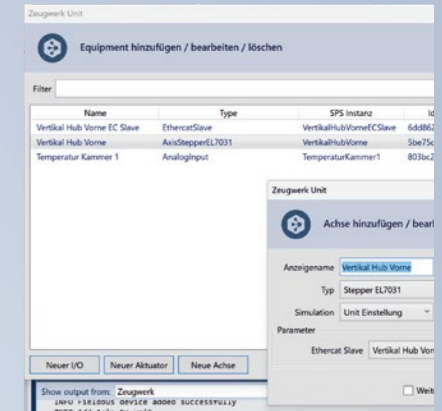 Zeugwerk Unit
Equipment hinzufügen / bearbeiten / löschen
Filter
Name Type SPS Instanz Id
Vertikal Hub Vorne EC Slave EthercatSlave VertikalHubVorneECSlave 6dd862
Vertikal Hub Vorne AxisStepperEL7031 VertikalHubVorne 5be75c
Temperatur Kammer 1 AnalogInput TemperaturKammer1 803bc2
Zeugwerk Unit
Achse hinzufügen / bear
Anzeigename Vertikal Hub Vorne
Typ Stepper EL7031
Simulation Unit Einstellung
Parameter
Ethercat Slave Vertikal Hub Vor
Weit
Neuer I/O Neuer Aktuator Neue Achse
Show output from: Zeugwerk
INFO Fieldbus device added successfully